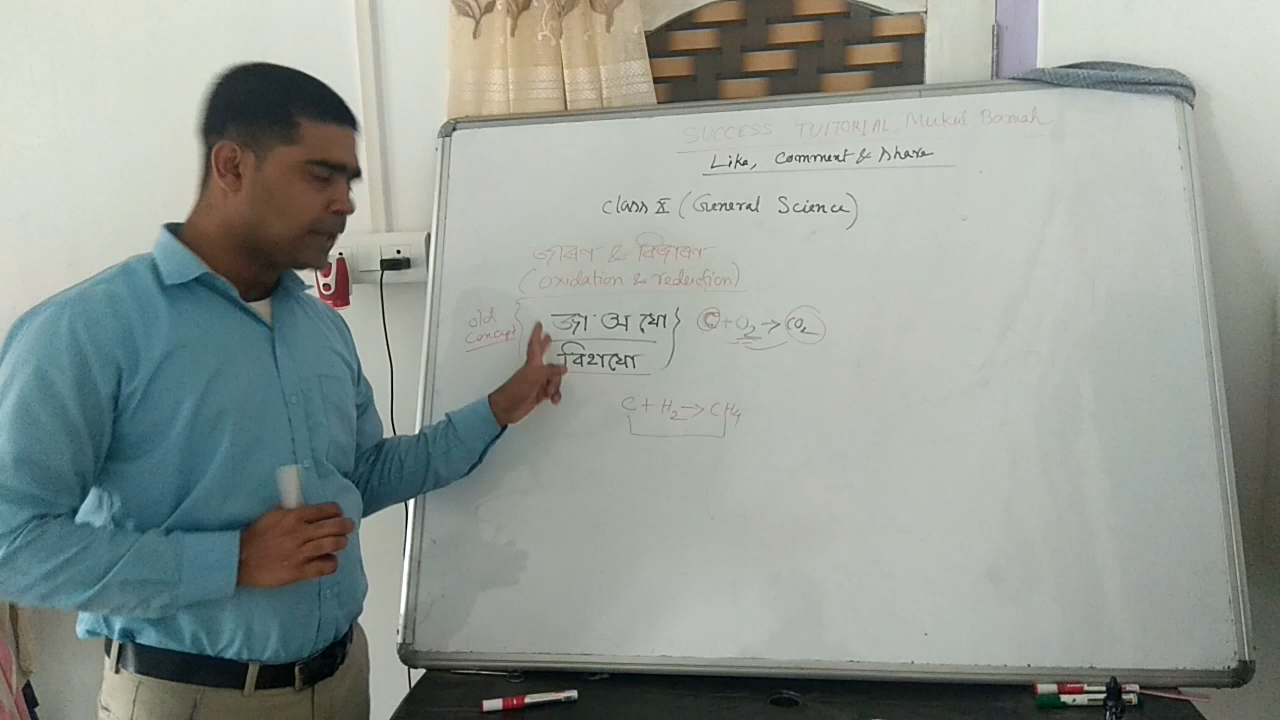 SUCCESS TUITORIAL, Mukut Baruah
Like, Comment & Share
Class X (General Science)
জাৰণ & বিজাৰণ
(Oxidation & reduction)
old concept { জা: অ যো } C + O2 → CO2
বিঃহাযো
C + H2 → CH4